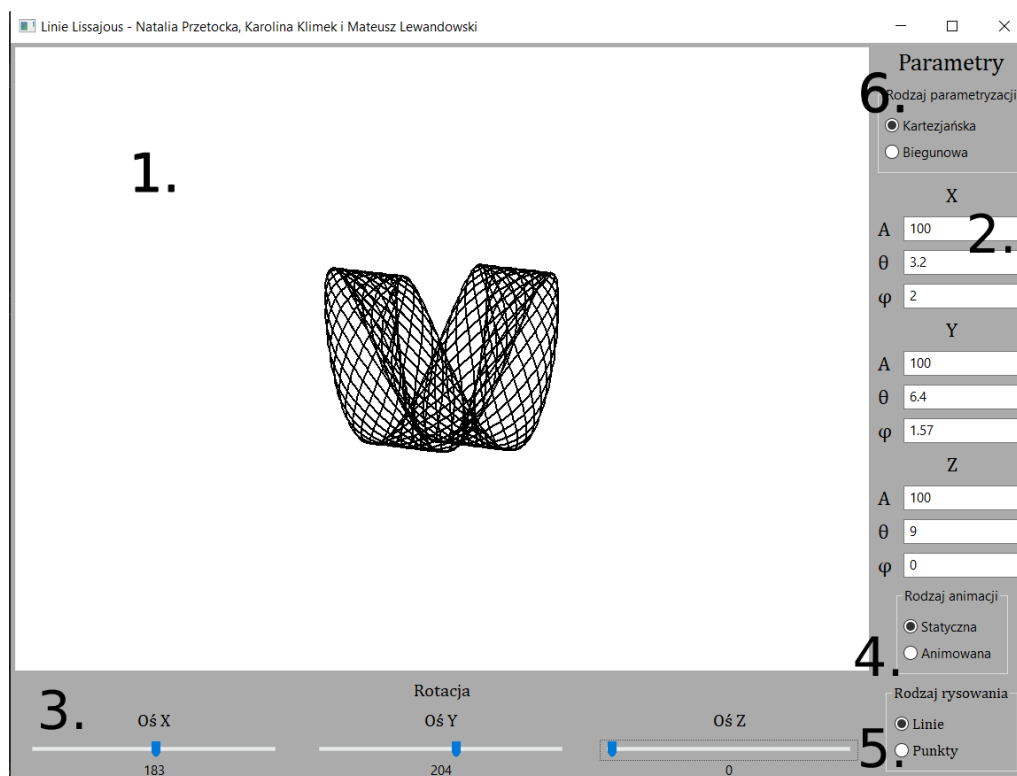 Linie Lissajous - Natalia Przetocka, Karolina Klimek i Mateusz Lewandowski
Parametry
6.
Rodzaj parametryzacji
Kartezjańska
Biegunowa
1.
X
2.
A 100
θ 3.2
φ 2
Y
A 100
θ 6.4
φ 1.57
Z
A 100
θ 9
φ 0
Rodzaj animacji
Statyczna
Animowana
4.
Rotacja
3.
Oś X Oś Y Oś Z
183 204 0
Rodzaj rysowania
Linie
Punkty
5.